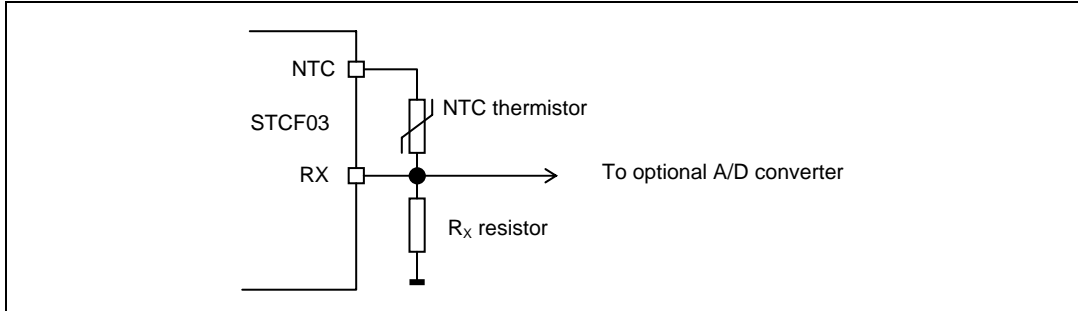 NTC
NTC thermistor
STCF03
RX
To optional A/D converter
RX resistor